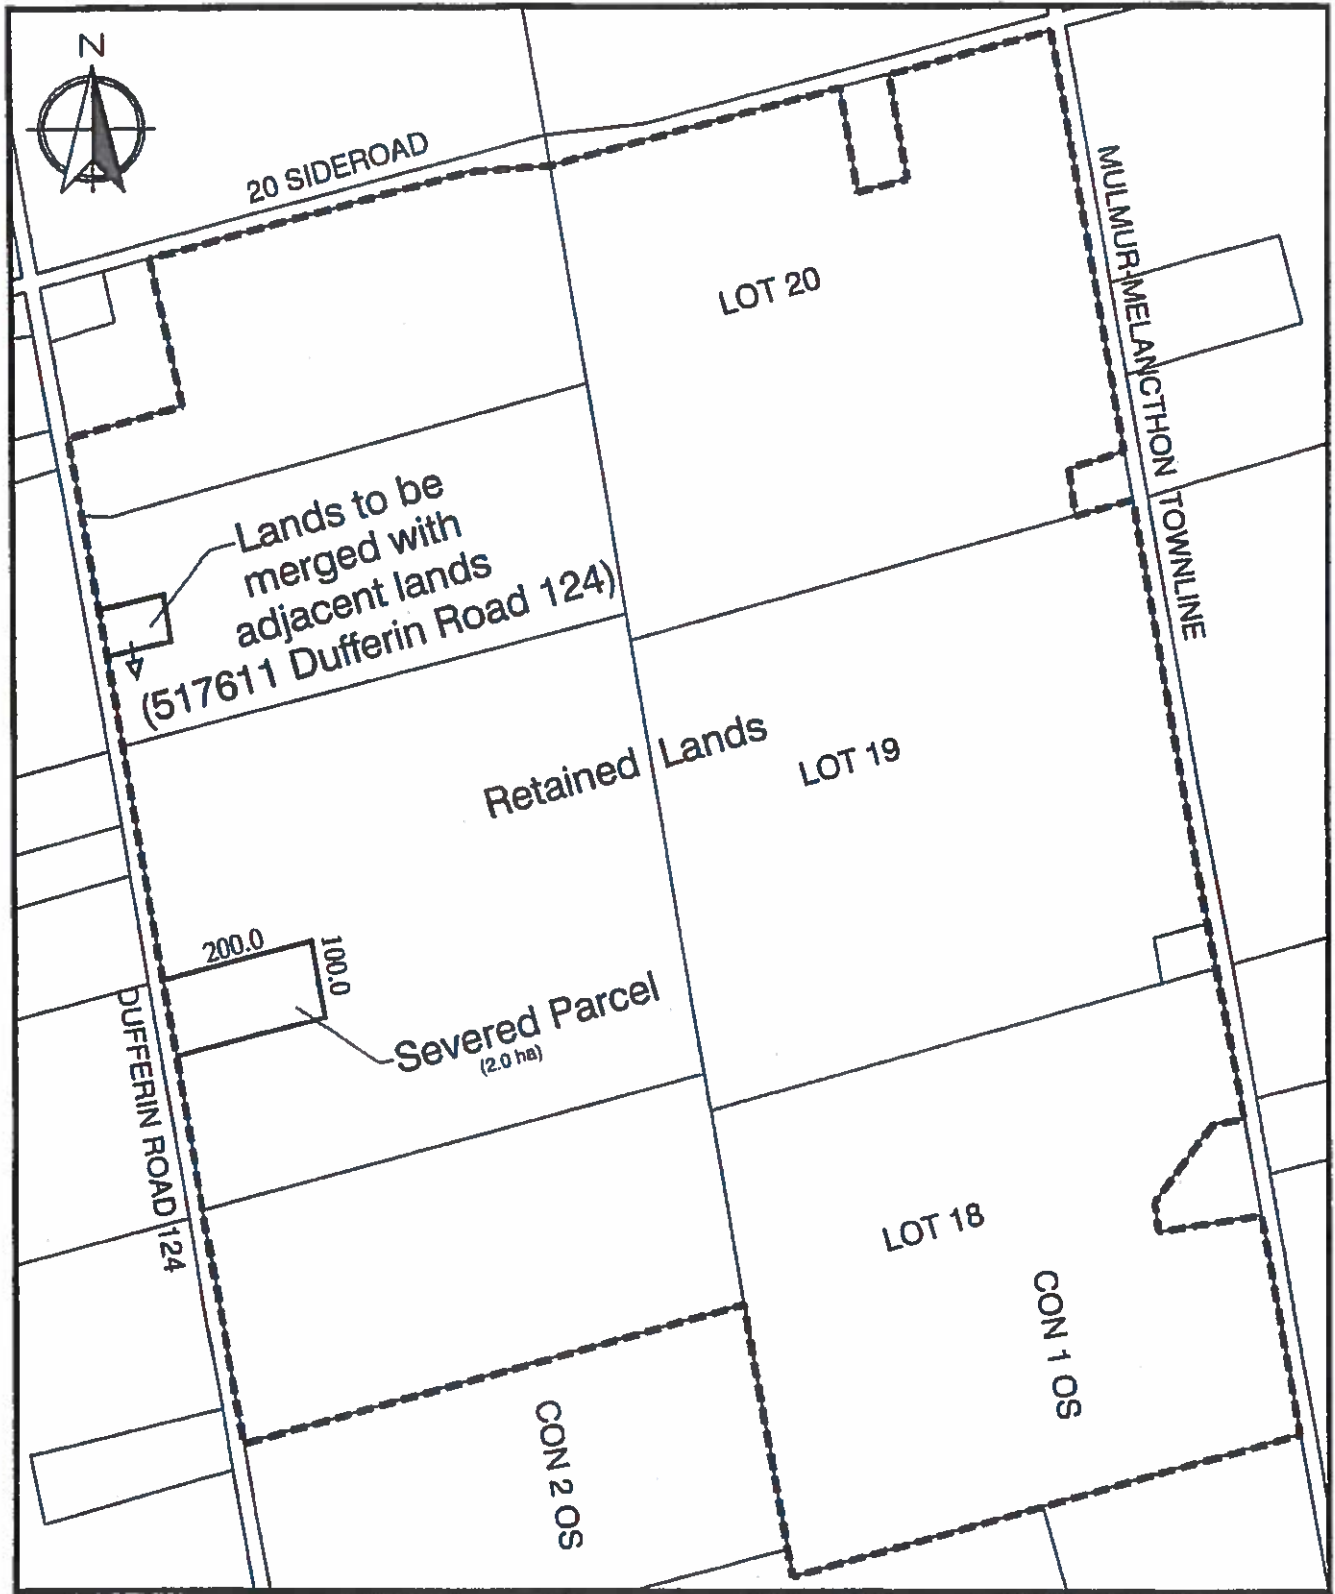 N
20 SIDEROAD
LOT 20
MULMUR-MELANCTHON TOWNLINE
Lands to be
merged with
adjacent lands
(517611 Dufferin Road 124)
Retained Lands
LOT 19
200.0
100.0
Severed Parcel
(2.0 ha)
DUFFERIN ROAD 124
LOT 18
CON 1 OS
CON 2 OS